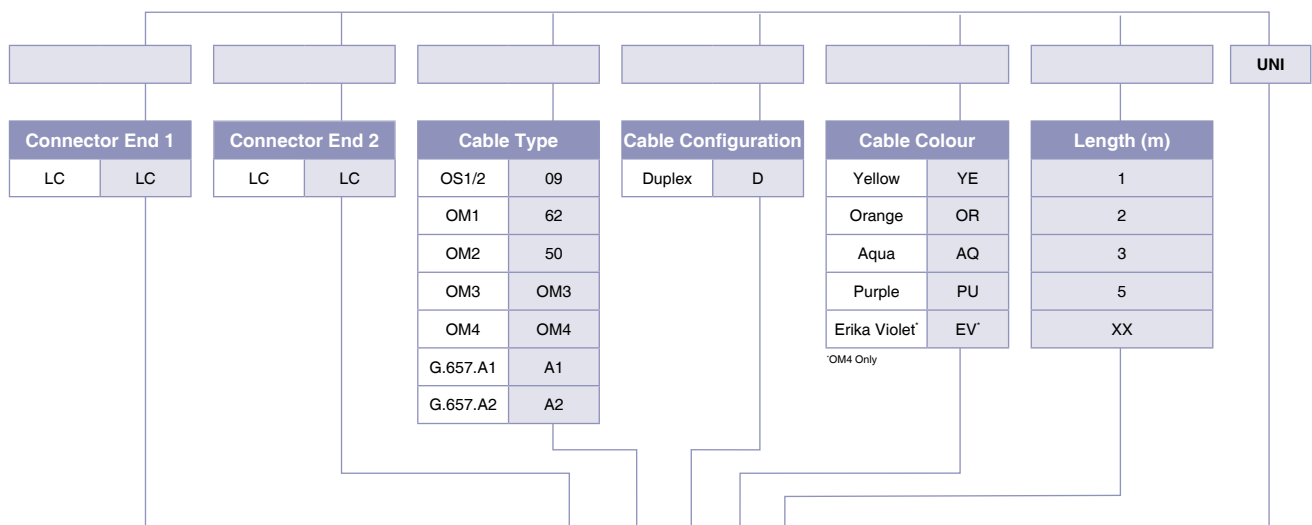 UNI
Connector End 1 Connector End 2 Cable Type Cable Configuration Cable Colour Length (m)
LC LC LC LC OS1/2 09 Duplex D Yellow YE 1
OM1 62 Orange OR 2
OM2 50 Aqua AQ 3
OM3 OM3 Purple PU 5
OM4 OM4 Erika Violet* EV* XX
*OM4 Only
G.657.A1 A1
G.657.A2 A2